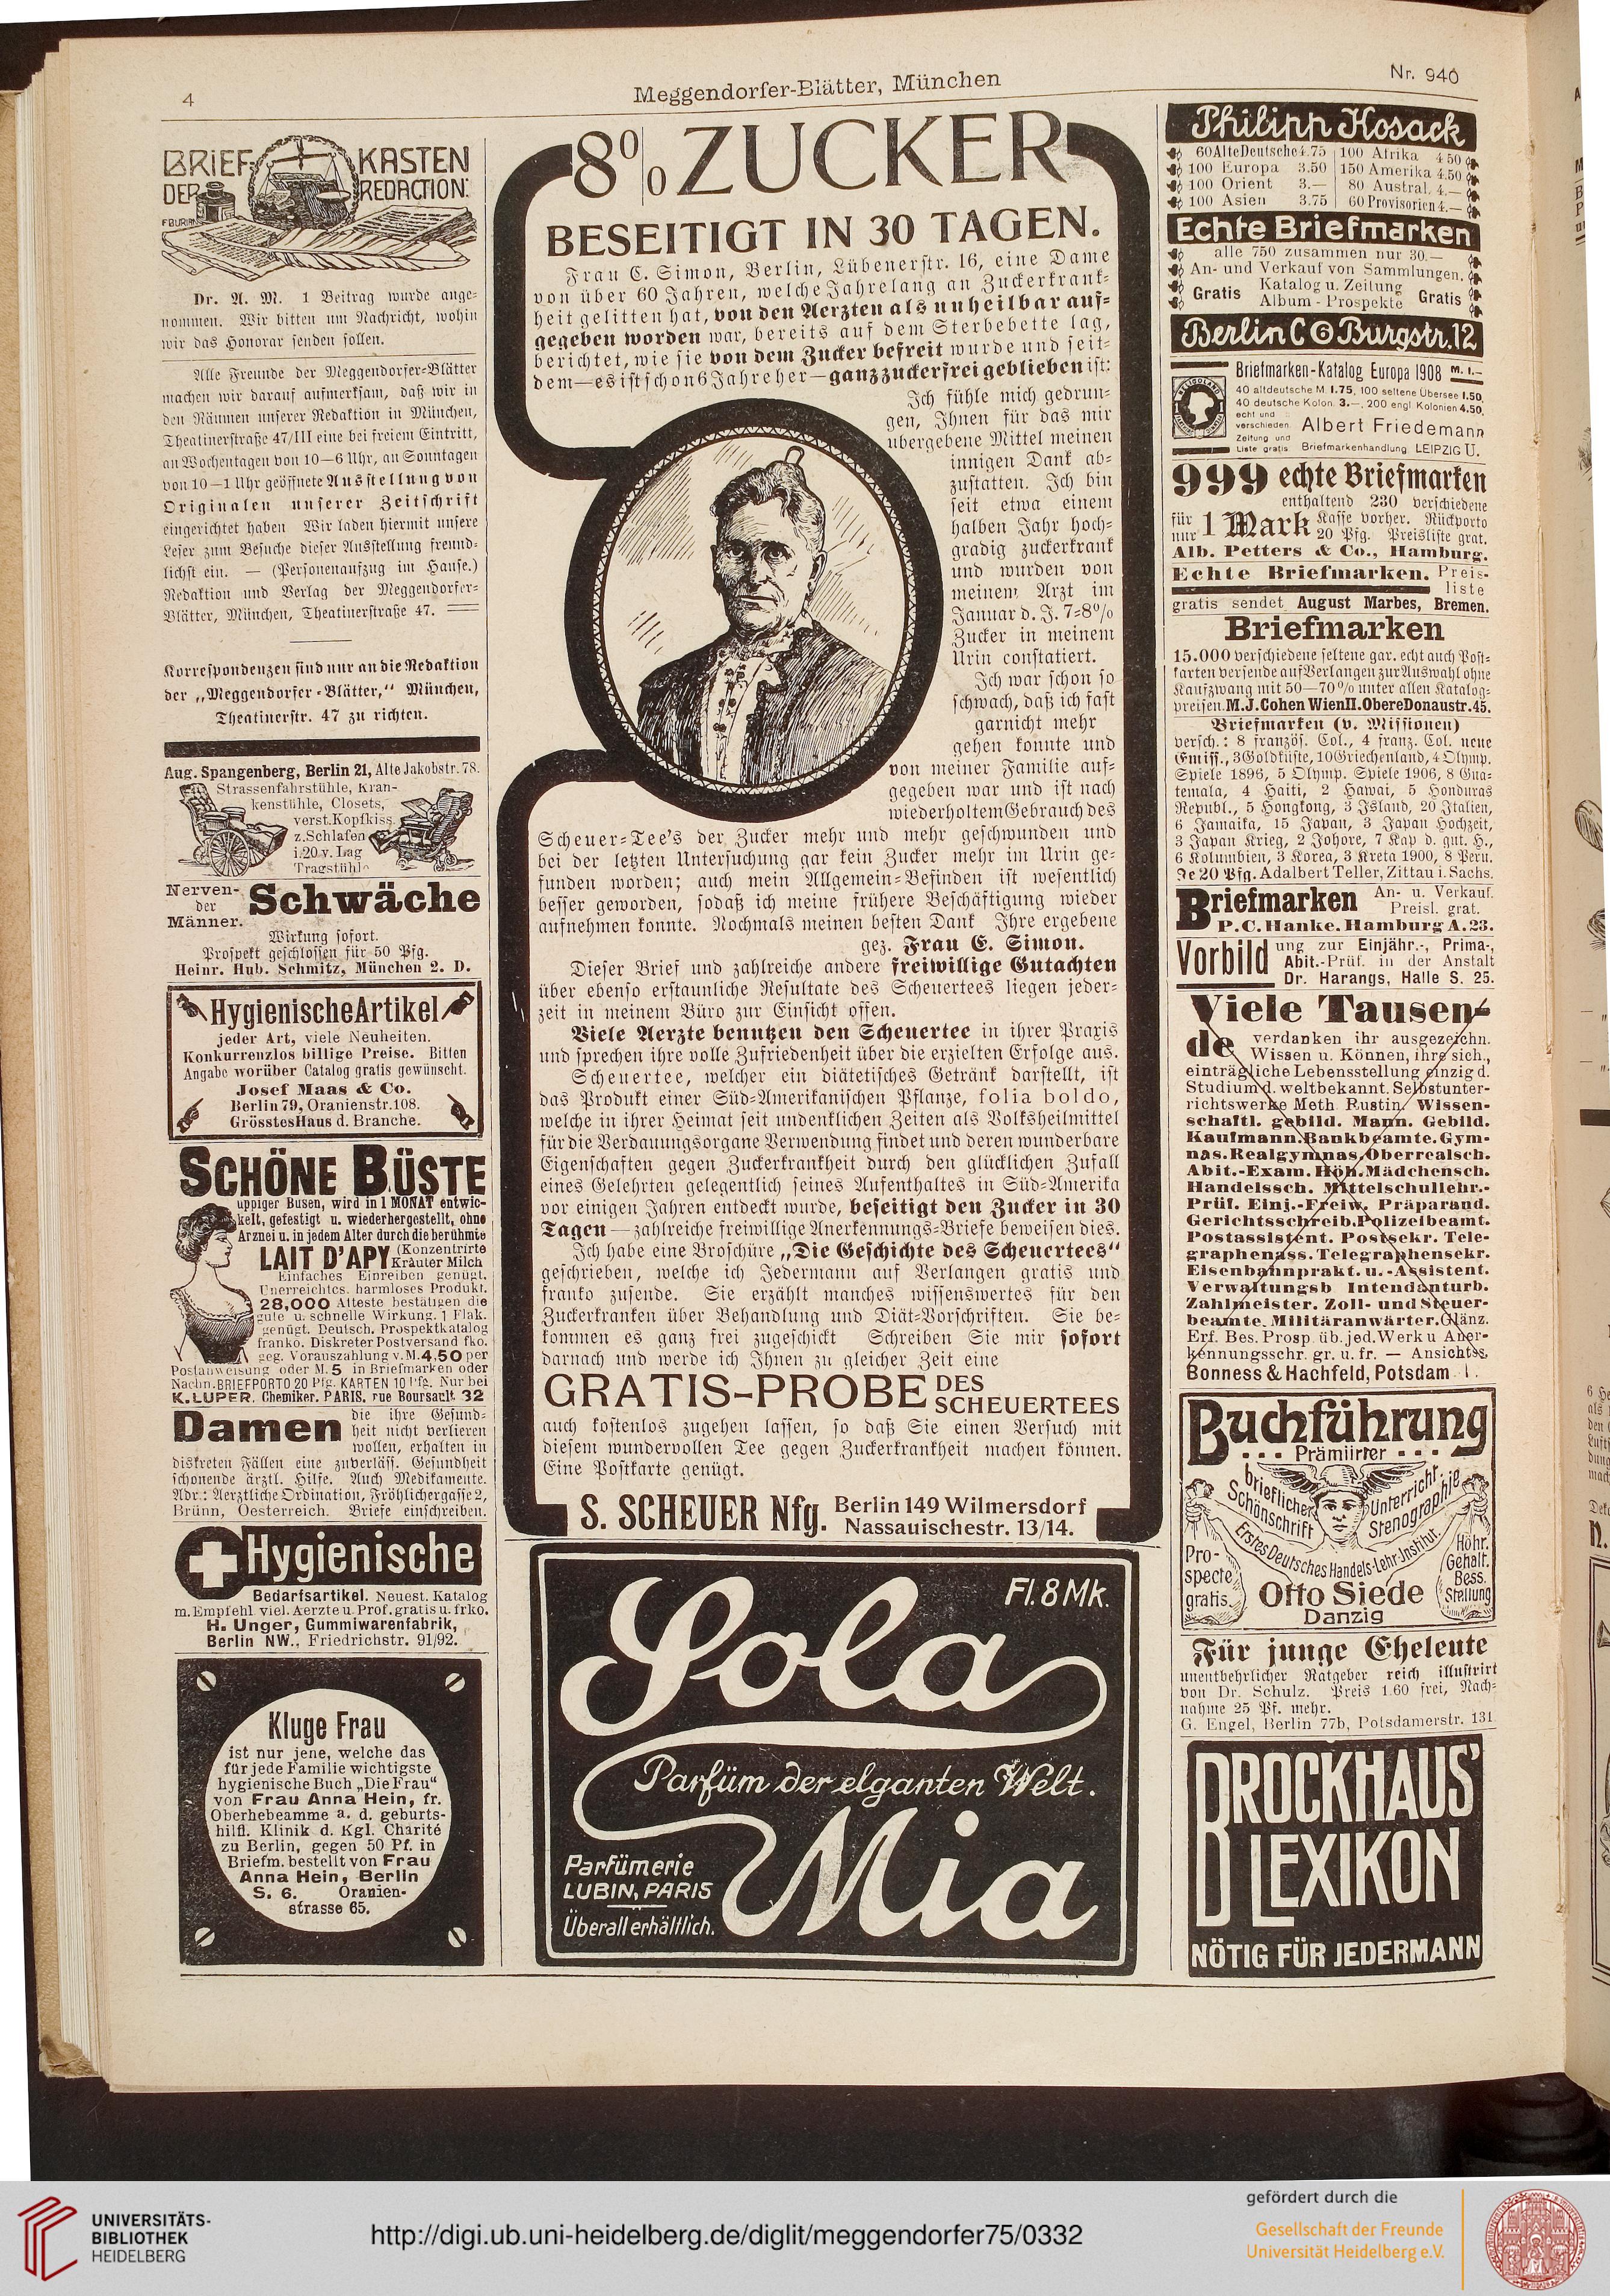 4
Meggendorfer-Blätter, München
Nr. 940
BRIEF-KASTEN
DER REDACTION:
Dr. A. M. 1 Beitrag wurde ange-
nommen. Wir bitten um Nachricht, wohin
wir das Honorar senden sollen.
Alle Freunde der Meggendorfer-Blätter
machen wir darauf aufmerksam, daß wir in
den Räumen unserer Redaktion in München,
Theatinerstraße 47/III eine bei freiem Eintritt,
an Wochentagen von 10—6 Uhr, an Sonntagen
von 10—1 Uhr geöffnete Ausstellung von
Originalen unserer Zeitschrift
eingerichtet haben Wir laden hiermit unsere
Leser zum Besuche dieser Ausstellung freund-
lichst ein. — (Personenaufzug im Hause.)
Redaktion und Verlag der Meggendorfer-
Blätter, München, Theatinerstraße 47.
Korrespondenzen sind nur an die Redaktion
der „Meggendorfer-Blätter,“ München,
Theatinerstr. 47 zu richten.
Aug. Spangenberg, Berlin 21, Alte Jakobstr. 78.
Strassenfahrstühle, Kran-
kenstühle, Closets,
verst. Kopfkiss.
z. Schlafen
i. 20 v. Lag
Tragstühle
Nerven-
der
Männer.
Schwäche
Wirkung sofort.
Prospekt geschlossen für 50 Pfg.
Heinr. Hub. Schmitz, München 2. D.
Hygienische Artikel
jeder Art, viele Neuheiten.
Konkurrenzlos billige Preise. Bitten
Angabe worüber Catalog gratis gewünscht.
Josef Maas & Co.
Berlin 79, Oranienstr. 108.
Grösstes Haus d. Branche.
SCHÖNE BÜSTE
üppiger Busen, wird in 1 MONAT entwic-
kelt, gefestigt u. wiederhergestellt, ohne
Arznei u. in jedem Alter durch die berühmte
LAIT D'APY (Konzentrirte
Kräuter Milch
Einfaches Einreiben genügt.
Unerreichtes, harmloses Produkt.
28,000 Atteste bestätigen die
gute u. schnelle Wirkung. 1 Flak.
genügt. Deutsch. Prospektkatalog
franko. Diskreter Postversand fko.
geg. Vorauszahlung v. M. 4,50 per
Postanweisung oder M. 5 in Briefmarken oder
Nachn. BRIEFPORTO 20 Pfg. KARTEN 10 Pfg. Nur bei
K. LUPER, Chemiker. PARIS, rue Boursault 32
Damen die ihre Gesund-
heit nicht verlieren
wollen, erhalten in
diskreten Fällen eine zuverläss. Gesundheit
schonende ärztl. Hilfe. Auch Medikamente.
Adr.: Aerztliche Ordination, Fröhlichergasse 2,
Brünn, Oesterreich. Briefe einschreiben.
Hygienische
Bedarfsartikel. Neuest. Katalog
m. Empfehl. viel. Aerzte u. Prof. gratis u. frko.
H. Unger, Gummiwarenfabrik,
Berlin NW., Friedrichstr. 91/92.
Kluge Frau
ist nur jene, welche das
für jede Familie wichtigste
hygienische Buch „Die Frau“
von Frau Anna Hein, fr.
Oberhebeamme a. d. geburts-
hilfl. Klinik d. Kgl. Charité
zu Berlin, gegen 50 Pf. in
Briefm. bestellt von Frau
Anna Hein, Berlin
S. 6. Oranien-
strasse 65.
8% ZUCKER
BESEITIGT IN 30 TAGEN.
Frau C. Simon, Berlin, Lübenerstr. 16, eine Dame
von über 60 Jahren, welche Jahrelang an Zuckerkrank-
heit gelitten hat, von den Aerzten als unheilbar auf-
gegeben worden war, bereits auf dem Sterbebette lag,
berichtet, wie sie von dem Zucker befreit wurde und seit-
dem — es ist schon 6 Jahre her — ganz zuckerfrei geblieben ist:
Ich fühle mich gedrun-
gen, Ihnen für das mir
übergebene Mittel meinen
innigen Dank ab-
zustatten. Ich bin
seit etwa einem
halben Jahr hoch-
gradig zuckerkrank
und wurden von
meinem Arzt im
Januar d. J. 7-8%
Zucker in meinem
Urin constatiert.
Ich war schon so
schwach, daß ich fast
garnicht mehr
gehen konnte und
von meiner Familie auf-
gegeben war und ist nach
wiederholtem Gebrauch des
Scheuer-Tee's der Zucker mehr und mehr geschwunden und
bei der letzten Untersuchung gar kein Zucker mehr im Urin ge-
funden worden; auch mein Allgemein-Befinden ist wesentlich
besser geworden, sodaß ich meine frühere Beschäftigung wieder
aufnehmen konnte. Nochmals meinen besten Dank Ihre ergebene
gez. Frau C. Simon.
Dieser Brief und zahlreiche andere freiwillige Gutachten
über ebenso erstaunliche Resultate des Scheuertees liegen jeder-
zeit in meinem Büro zur Einsicht offen.
Viele Aerzte benutzen den Scheuertee in ihrer Praxis
und sprechen ihre volle Zufriedenheit über die erzielten Erfolge aus.
Scheuertee, welcher ein diätetisches Getränk darstellt, ist
das Produkt einer Süd-Amerikanischen Pflanze, folia boldo,
welche in ihrer Heimat seit undenklichen Zeiten als Volksheilmittel
für die Verdauungsorgane Verwendung findet und deren wunderbare
Eigenschaften gegen Zuckerkrankheit durch den glücklichen Zufall
eines Gelehrten gelegentlich seines Aufenthaltes in Süd-Amerika
vor einigen Jahren entdeckt wurde, beseitigt den Zucker in 30
Tagen — zahlreiche freiwillige Anerkennungs-Briefe beweisen dies.
Ich habe eine Broschüre „Die Geschichte des Scheuertees“
geschrieben, welche ich Jedermann auf Verlangen gratis und
franko zusende. Sie erzählt manches wissenswertes für den
Zuckerkranken über Behandlung und Diät-Vorschriften. Sie be-
kommen es ganz frei zugeschickt Schreiben Sie mir sofort
darnach und werde ich Ihnen zu gleicher Zeit eine
GRATIS-PROBE DES
SCHEUERTEES
auch kostenlos zugehen lassen, so daß Sie einen Versuch mit
diesem wundervollen Tee gegen Zuckerkrankheit machen können.
Eine Postkarte genügt.
S. SCHEUER Nfg. Berlin 149 Wilmersdorf
Nassauischestr. 13/14.
Fl. 8 Mk.
Sola
Parfüm der elganten Welt.
Mia
Parfümerie
LUBIN, PARIS
Überall erhältlich.
Philipp Kosack
60 Alte Deutsche 4.75 100 Afrika 4.50
100 Europa 3.50 150 Amerika 4.50
100 Orient 3.— 80 Austral. 4.—
100 Asien 3.75 60 Provisorien 4.—
Echte Briefmarken
alle 750 zusammen nur 30.—
An- und Verkauf von Sammlungen.
Gratis Katalog u. Zeitung Gratis
Album-Prospekte
Berlin C 6 Burgstr. 12
Briefmarken-Katalog Europa 1908 M. 1.—
40 altdeutsche M 1.75, 100 seltene Übersee 1.50,
40 deutsche Kolon. 3.—, 200 engl Kolonien 4.50,
echt und
verschieden.
Zeitung und
Liste gratis
Albert Friedemann
Briefmarkenhandlung LEIPZIG U.
999 echte Briefmarken
enthaltend 230 verschiedene
für
nur 1 Mark Kasse vorher. Rückporto
20 Pfg. Preisliste grat.
Alb. Petters & Co., Hamburg.
Echte Briefmarken. Preis-
liste
gratis sendet August Marbes, Bremen.
Briefmarken
15.000 verschiedene seltene gar. echt auch Post-
karten versende auf Verlangen zur Auswahl ohne
Kaufzwang mit 50—70% unter allen Katalog-
preisen. M. J. Cohen Wien II. Obere Donaustr. 45.
Briefmarken (v. Missionen)
versch.: 8 französ. Col., 4 franz. Col. neue
Emiss., 3 Goldküste, 10 Griechenland, 4 Olymp.
Spiele 1896, 5 Olymp. Spiele 1906, 8 Gua-
temala, 4 Haiti, 2 Hawai, 5 Honduras
Republ., 5 Hongkong, 3 Island, 20 Italien,
6 Jamaika, 15 Japan, 3 Japan Hochzeit,
3 Japan Krieg, 2 Johore, 7 Kap d. gut. H.,
6 Kolumbien, 3 Korea, 3 Kreta 1900, 8 Peru.
Je 20 Pfg. Adalbert Teller, Zittau i. Sachs.
Briefmarken An- u. Verkauf.
Preisl. grat.
P. C. Hanke, Hamburg A. 23.
Vorbildung zur Einjähr.-, Prima-,
Abit.-Prüf. in der Anstalt
Dr. Harangs, Halle S. 25.
Viele Tausen-
de verdanken ihr ausgezeichn.
Wissen u. Können, ihre sich.,
einträgliche Lebensstellung einzig d.
Studium d. weltbekannt. Selbstunter-
richtswerke Meth. Rustin. Wissen-
schaftl. gebild. Mann. Gebild.
Kaufmann. Bankbeamte. Gym-
nas. Realgymnas. Oberrealsch.
Abit.-Exam. Höh. Mädchensch.
Handelssch. Mittelschullehr.-
Prüf. Einj.-Freiw. Präparand.
Gerichtsschreib. Polizeibeamt.
Postassistent. Postsekr. Tele-
graphenass. Telegraphensekr.
Eisenbahnprakt. u. -Assistent.
Verwaltungsb Intendanturb.
Zahlmeister. Zoll- und Steuer-
beamte. Militäranwärter. Glänz.
Erf. Bes. Prosp. üb. jed. Werk u Aner-
kennungsschr. gr. u. fr. — Ansichtss.
Bonness & Hachfeld, Potsdam
Buchführung
Prämiirter
brieflicher Unterricht.
Schönschrift Stenographie
Erstes Deutsches Handels-Lehr-Institut.
Pro-
specte
gratis.
Otto Siede
Danzig
Höhr.
Gehalt.
Bess.
Stellung
Für junge Eheleute
unentbehrlicher Ratgeber reich illustrirt
von Dr. Schulz. Preis 1.60 frei, Nach-
nahme 25 Pf. mehr.
G. Engel, Berlin 77b, Potsdamerstr. 131.
BROCKHAUS'
LEXIKON
NÖTIG FÜR JEDERMANN
UNIVERSITÄTS-
BIBLIOTHEK
HEIDELBERG
http://digi.ub.uni-heidelberg.de/diglit/meggendorfer75/0332
gefördert durch die
Gesellschaft der Freunde
Universität Heidelberg e.V.